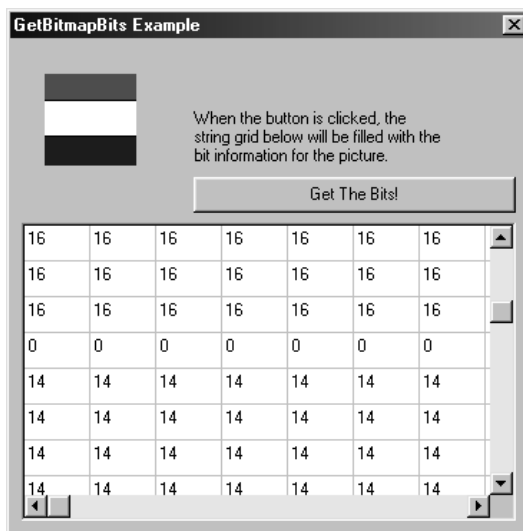 GetBitmapBits Example
When the button is clicked, the
string grid below will be filled with the
bit information for the picture.
Get The Bits!
16 16 16 16 16 16 16
16 16 16 16 16 16 16
16 16 16 16 16 16 16
0 0 0 0 0 0 0
14 14 14 14 14 14 14
14 14 14 14 14 14 14
14 14 14 14 14 14 14
14 14 14 14 14 14 14